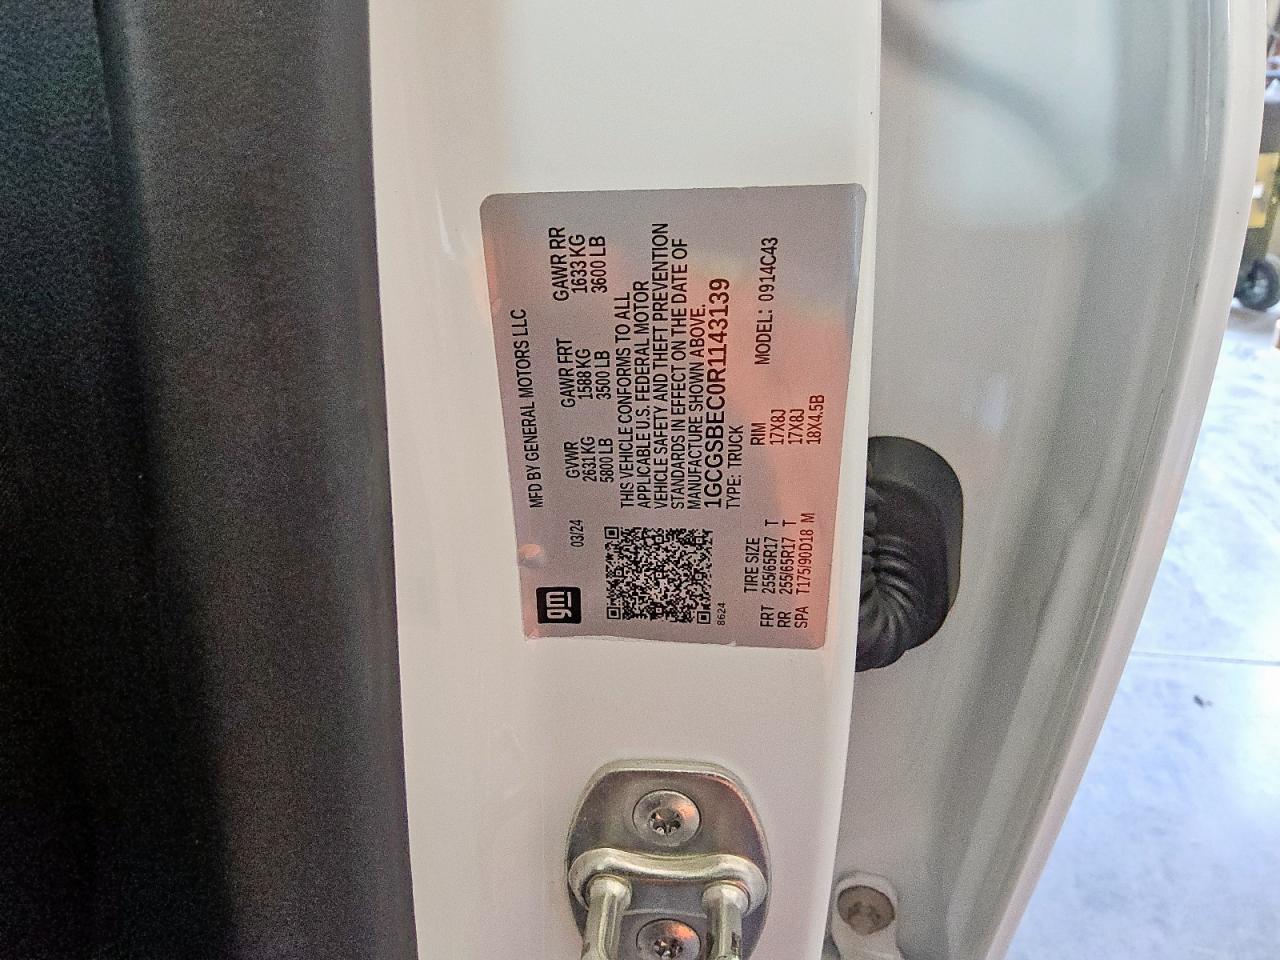 gm
MFD BY GENERAL MOTORS LLC
03/24
GVWR GAWR FRT GAWR RR
2631 KG 1588 KG 1633 KG
5800 LB 3500 LB 3600 LB
THIS VEHICLE CONFORMS TO ALL
APPLICABLE U.S. FEDERAL MOTOR
VEHICLE SAFETY AND THEFT PREVENTION
STANDARDS IN EFFECT ON THE DATE OF
MANUFACTURE SHOWN ABOVE.
1GCGSBEC0R1143139
8624
TYPE: TRUCK
TIRE SIZE RIM MODEL: 0914C43
FRT 255/65R17 T 17X8J
RR 255/65R17 T 17X8J
SPA T175/90D18 M 18X4.5B